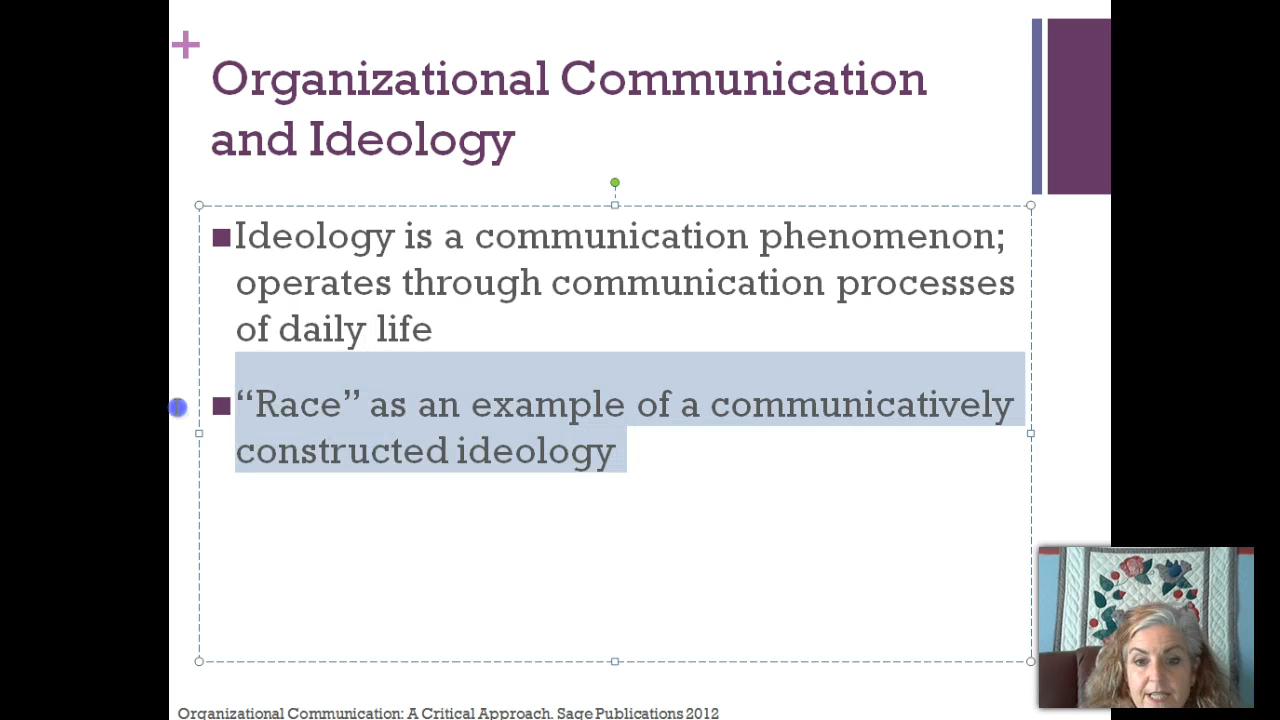 Organizational Communication
and Ideology
Ideology is a communication phenomenon;
operates through communication processes
of daily life
“Race” as an example of a communicatively
constructed ideology
Organizational Communication: A Critical Approach. Sage Publications 2012